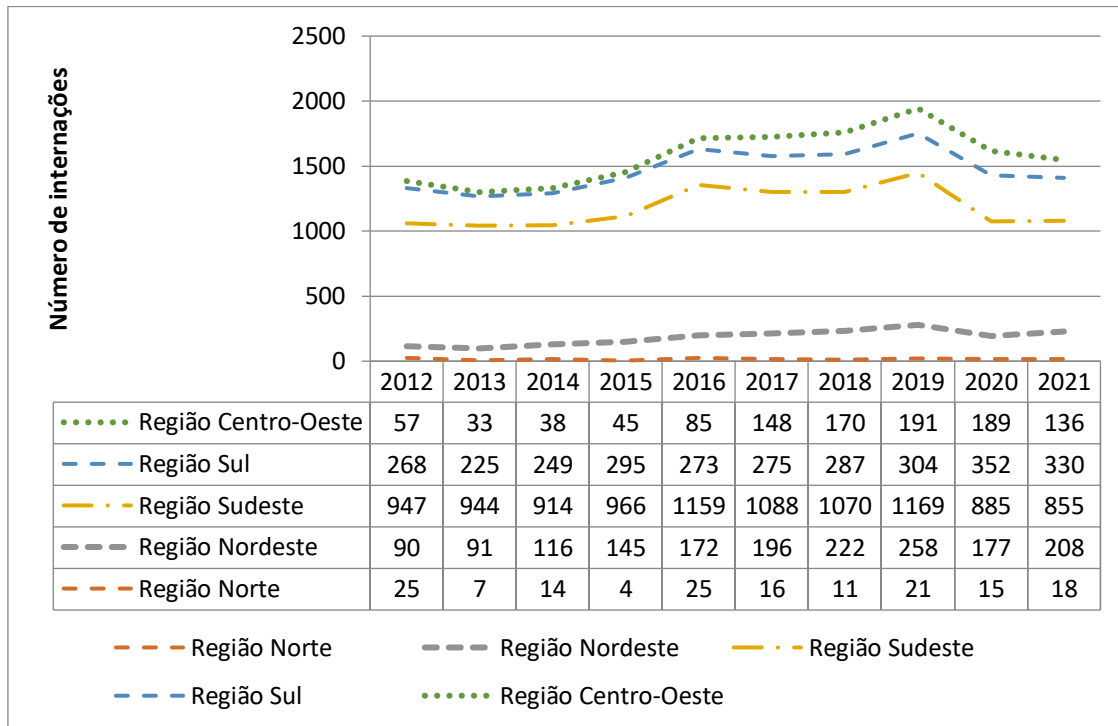 Número de internações
2500
2000
1500
1000
500
0
2012 2013 2014 2015 2016 2017 2018 2019 2020 2021
Região Centro-Oeste 57 33 38 45 85 148 170 191 189 136
Região Sul 268 225 249 295 273 275 287 304 352 330
Região Sudeste 947 944 914 966 1159 1088 1070 1169 885 855
Região Nordeste 90 91 116 145 172 196 222 258 177 208
Região Norte 25 7 14 4 25 16 11 21 15 18
Região Norte Região Nordeste Região Sudeste
Região Sul Região Centro-Oeste